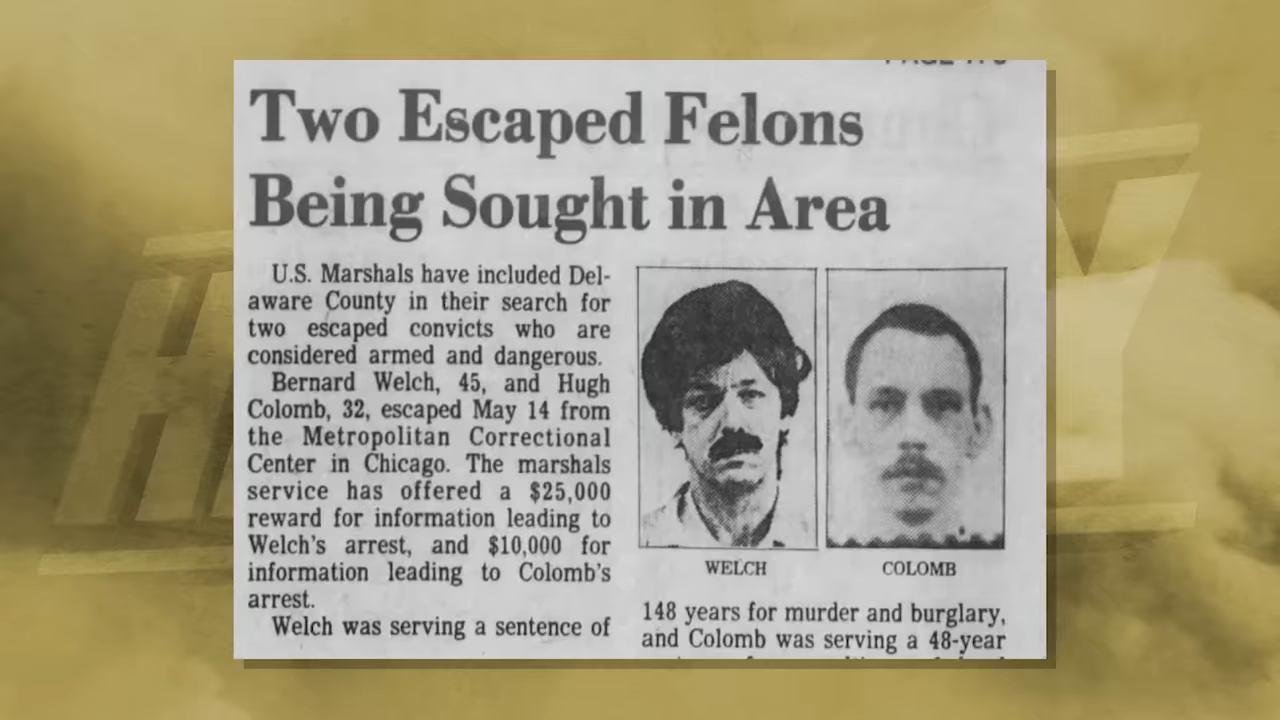 Two Escaped Felons
Being Sought in Area
U.S. Marshals have included Del-
aware County in their search for
two escaped convicts who are
considered armed and dangerous.
Bernard Welch, 45, and Hugh
Colomb, 32, escaped May 14 from
the Metropolitan Correctional
Center in Chicago. The marshals
service has offered a $25,000
reward for information leading to
Welch's arrest, and $10,000 for
information leading to Colomb's
arrest.
Welch was serving a sentence of
WELCH
COLOMB
148 years for murder and burglary,
and Colomb was serving a 48-year